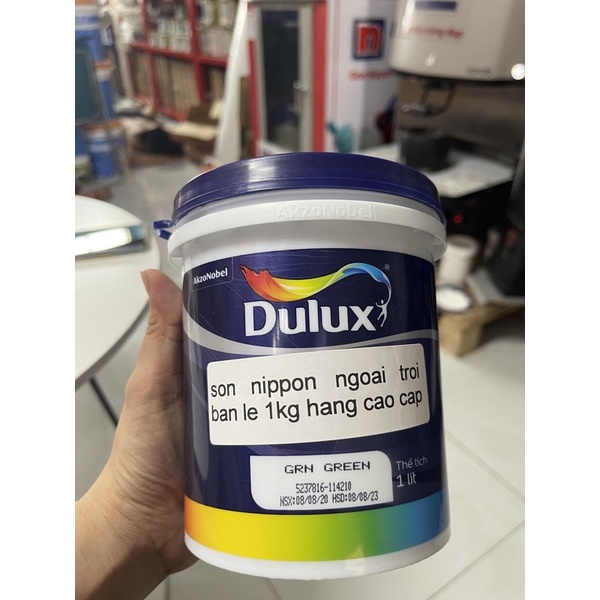 AkzoNobel
AkzoNobel
Dulux
son nippon ngoai troi
ban le 1kg hang cao cap
GRN GREEN
5237816-114210
NSX:08/08/20 HSD:08/08/23
Thể tích
1 lít